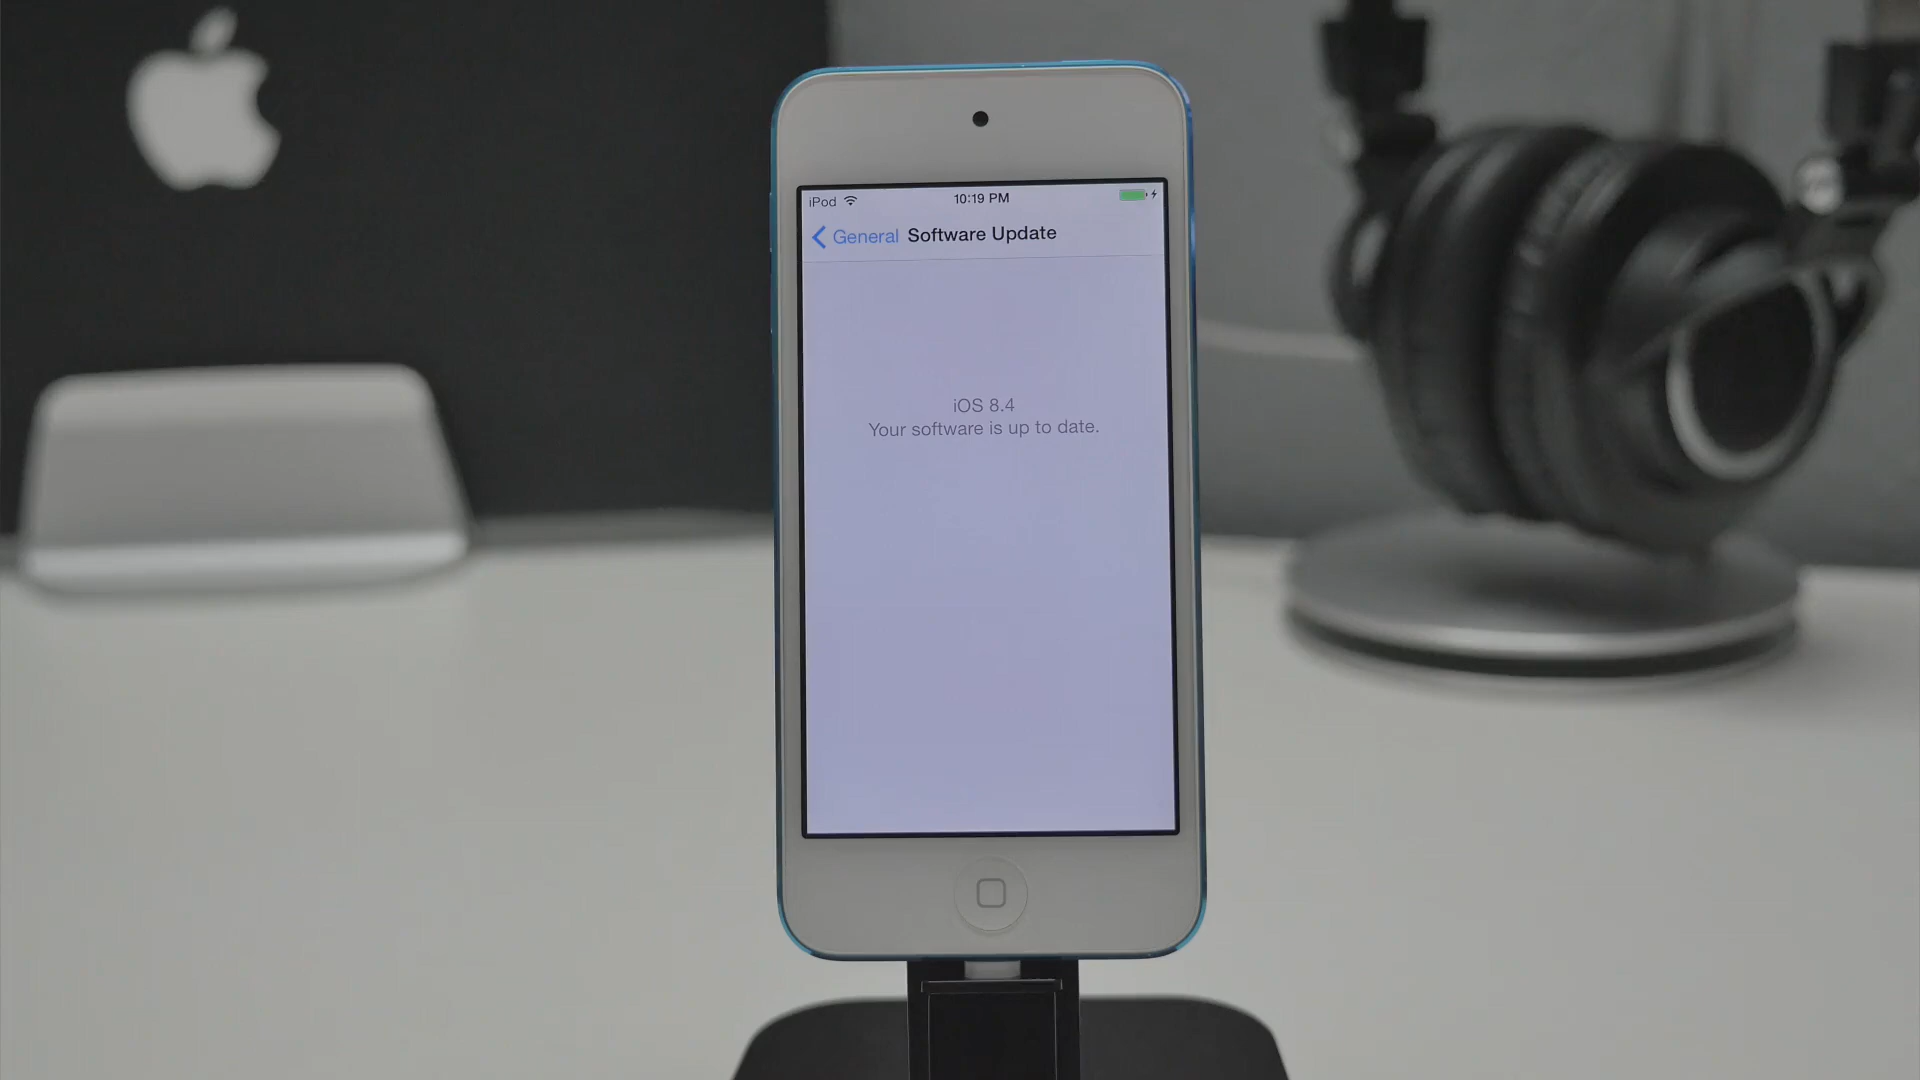 iPod
10:19 PM
General
Software Update
iOS 8.4
Your software is up to date.